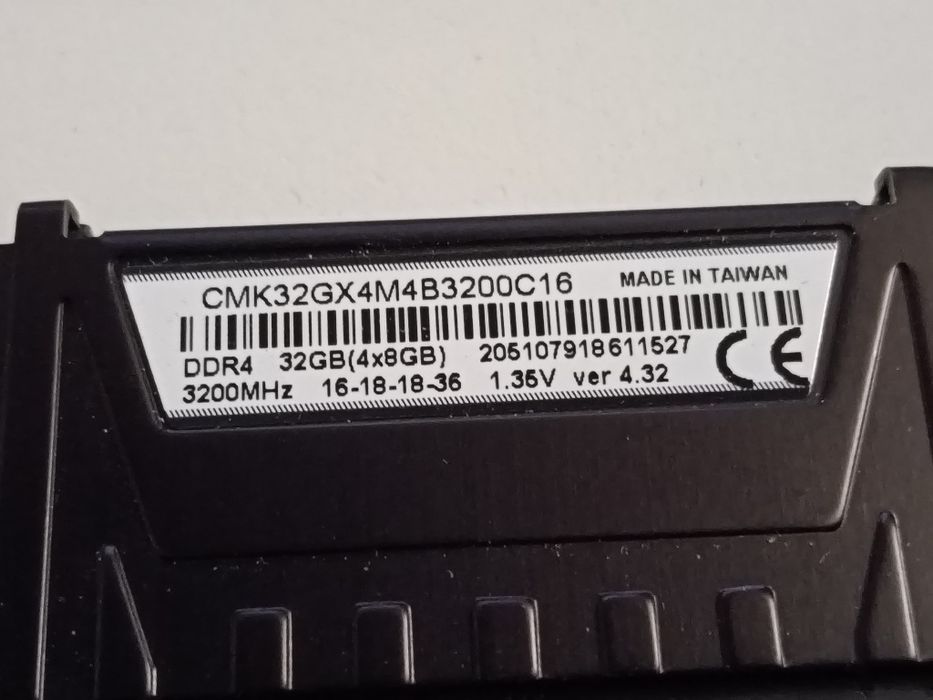 CMK32GX4M4B3200C16 MADE IN TAIWAN
DDR4 32GB(4x8GB) 205107918611527
3200MHz 16-18-18-36 1.35V ver 4.32
CE